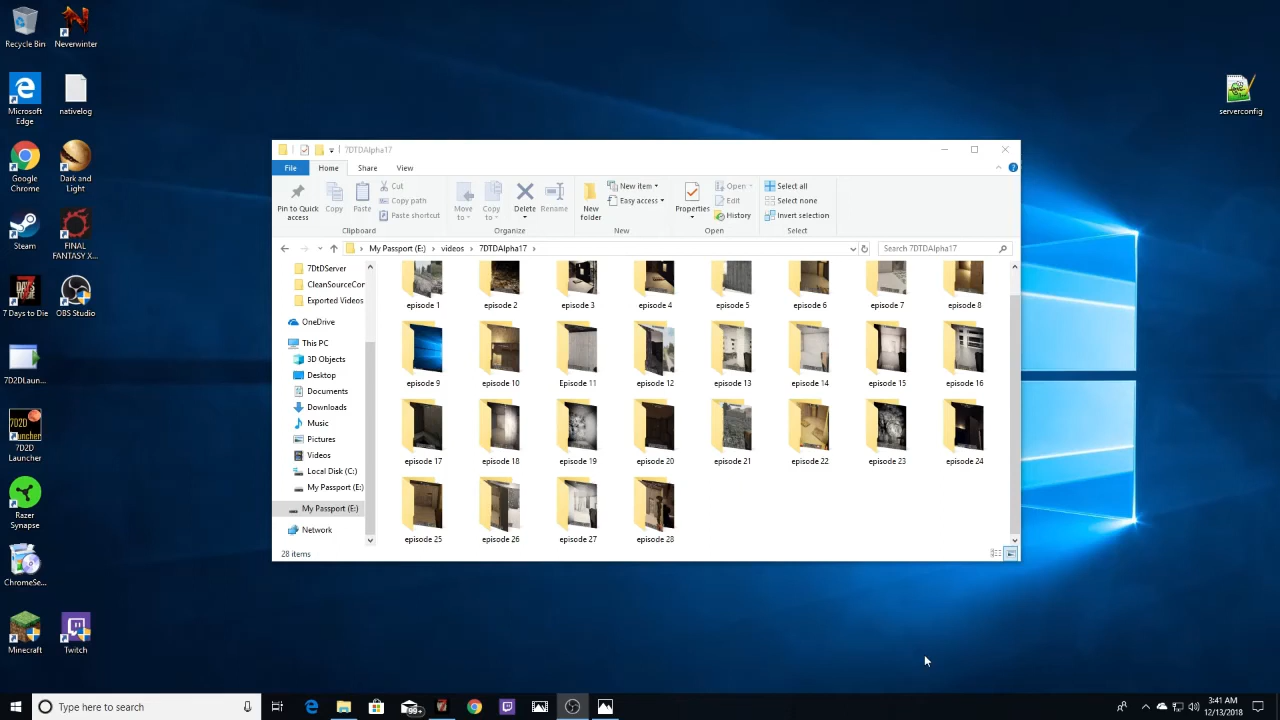 Recycle Bin
Neverwinter
Microsoft
Edge
nativelog
Google
Chrome
Dark and
Light
Steam
FINAL
FANTASY X...
7 Days to Die
OBS Studio
7D2DLaun...
7D2D
Launcher
Razer
Synapse
ChromeSe...
Minecraft
Twitch
serverconfig
7DTDAlpha17
File
Home
Share
View
Pin to Quick
access
Copy
Paste
Cut
Copy path
Paste shortcut
Clipboard
Move
to
Copy
to
Delete
Rename
Organize
New
folder
New item
Easy access
New
Properties
Open
Edit
History
Open
Select all
Select none
Invert selection
Select
My Passport (E:) › videos › 7DTDAlpha17 ›
Search 7DTDAlpha17
7DtDServer
CleanSourceCor
Exported Videos
OneDrive
This PC
3D Objects
Desktop
Documents
Downloads
Music
Pictures
Videos
Local Disk (C:)
My Passport (E:)
My Passport (E:)
Network
episode 1
episode 2
episode 3
episode 4
episode 5
episode 6
episode 7
episode 8
episode 9
episode 10
Episode 11
episode 12
episode 13
episode 14
episode 15
episode 16
episode 17
episode 18
episode 19
episode 20
episode 21
episode 22
episode 23
episode 24
episode 25
episode 26
episode 27
episode 28
28 items
Type here to search
99+
3:41 AM
12/13/2018